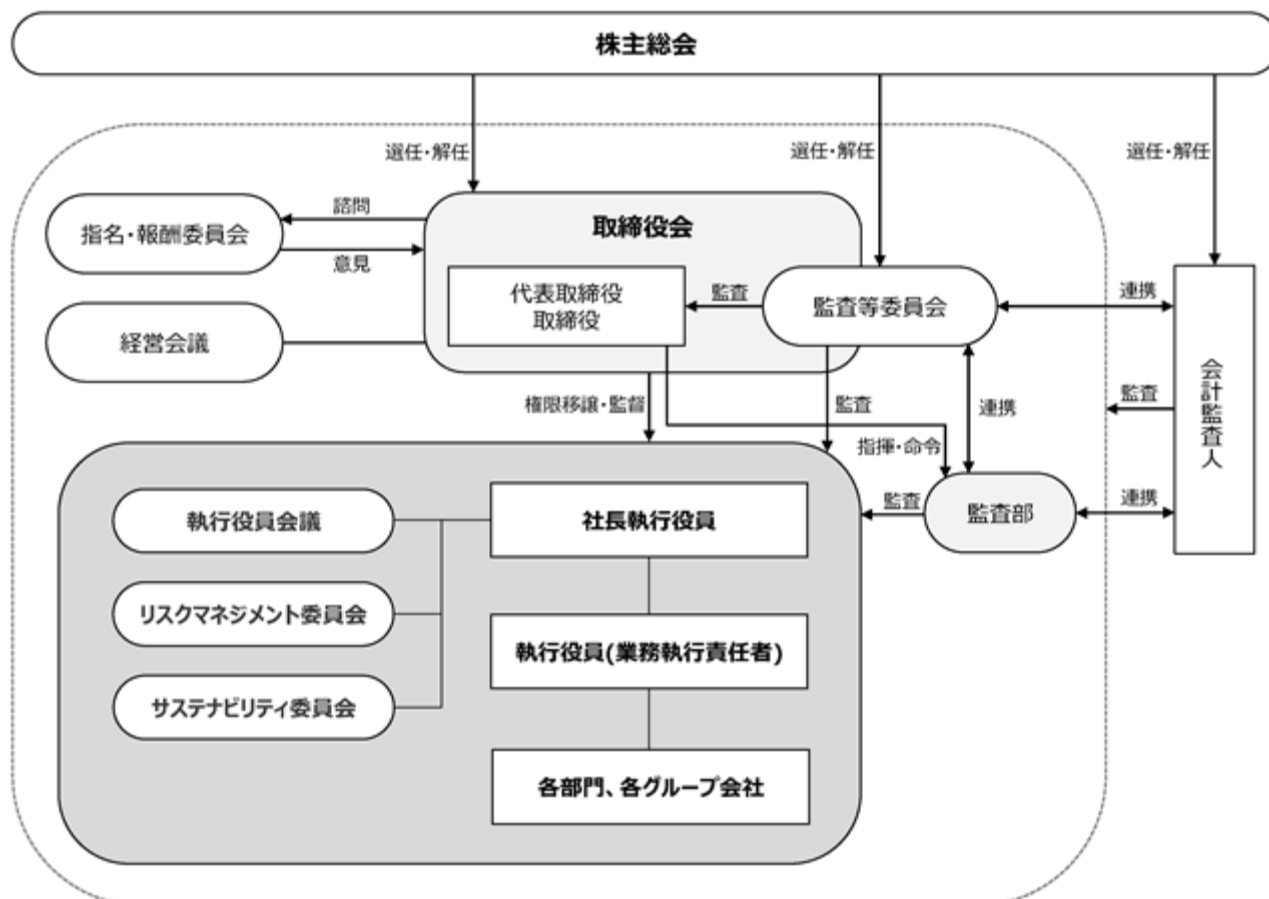 株主総会
選任・解任
選任・解任
選任・解任
諮問
指名・報酬委員会
意見
取締役会
代表取締役
取締役
監査
監査等委員会
連携
経営会議
会計監査人
権限移譲・監督
監査
連携
監査
指揮・命令
執行役員会議
社長執行役員
監査
監査部
連携
リスクマネジメント委員会
執行役員(業務執行責任者)
サステナビリティ委員会
各部門、各グループ会社